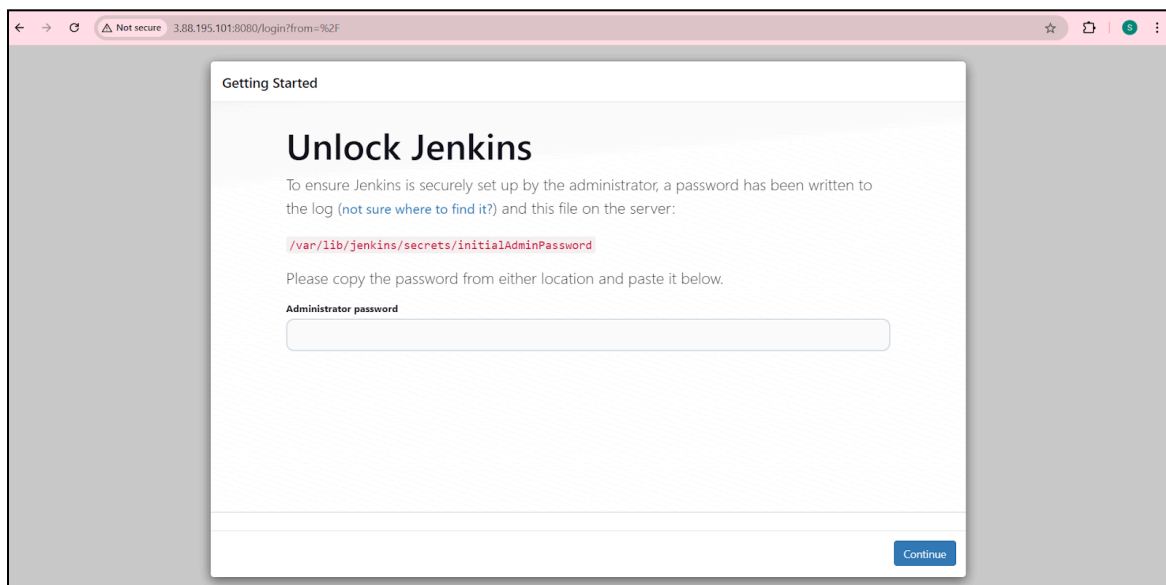 Not secure 3.88.195.101:8080/login?from=%2F S
Getting Started
Unlock Jenkins
To ensure Jenkins is securely set up by the administrator, a password has been written to
the log (not sure where to find it?) and this file on the server:
/var/lib/jenkins/secrets/initialAdminPassword
Please copy the password from either location and paste it below.
Administrator password
Continue